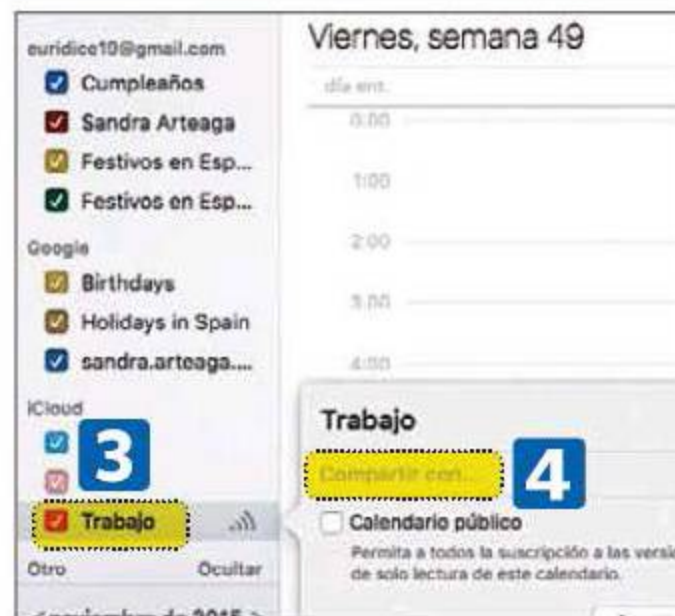 euridice10@gmail.com
Cumpleaños
Sandra Arteaga
Festivos en Esp...
Festivos en Esp...
Google
Birthdays
Holidays in Spain
sandra.arteaga....
iCloud
3
Trabajo
Otro Ocultar
< noviembre de 2015 >
Viernes, semana 49
día ent.
0:00
1:00
2:00
3:00
4:00
Trabajo
Compartir con...
4
Calendario público
Permita a todos la suscripción a las
de solo lectura de este calendario.